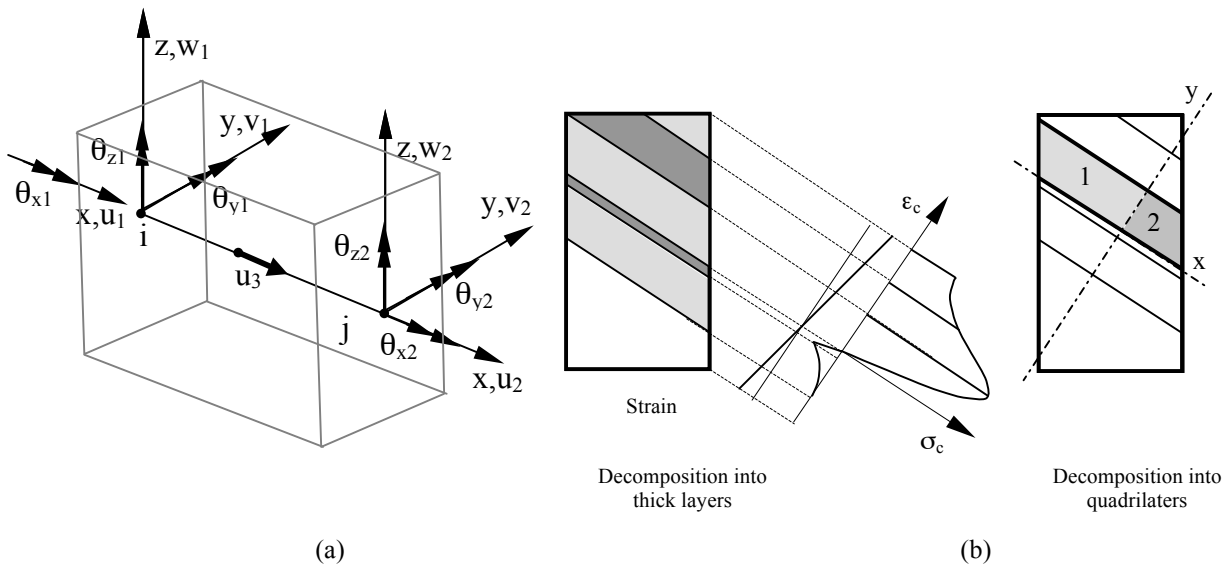 z,w1
y,v1
θz1
θx1
θy1
x,u1
i
u3
z,w2
y,v2
θz2
θy2
j
θx2
x,u2
εc
σc
Strain
Decomposition into
thick layers
y
1
2
x
Decomposition into
quadrilaters
(a)
(b)